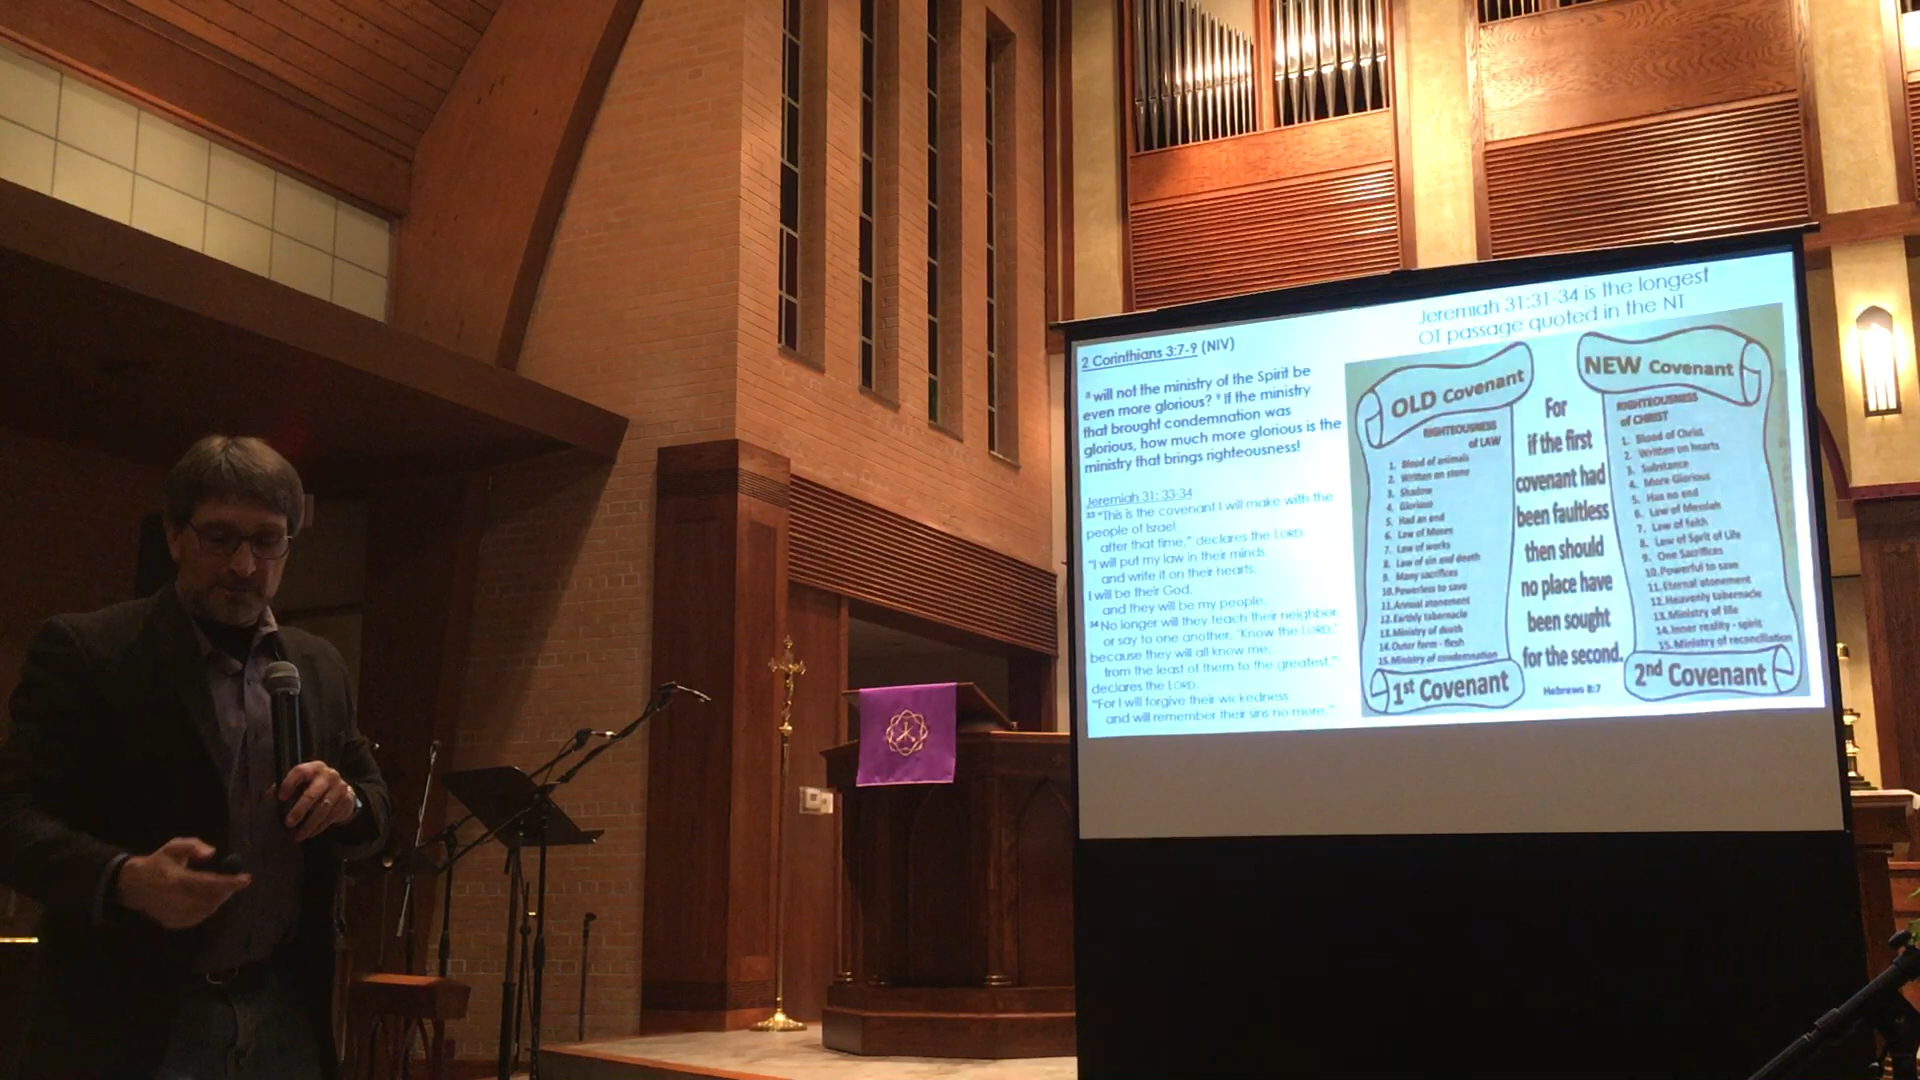 Jeremiah 31:31-34 is the longest
OT passage quoted in the NT
2 Corinthians 3:7-9 (NIV)
8 will not the ministry of the Spirit be
even more glorious? 9 If the ministry
that brought condemnation was
glorious, how much more glorious is the
ministry that brings righteousness!
Jeremiah 31: 33-34
33 "This is the covenant I will make with the
people of Israel
after that time," declares the LORD.
"I will put my law in their minds
and write it on their hearts.
I will be their God,
and they will be my people.
34 No longer will they teach their neighbor,
or say to one another, 'Know the LORD,'
because they will all know me,
from the least of them to the greatest,"
declares the LORD.
"For I will forgive their wickedness
and will remember their sins no more."
OLD Covenant
RIGHTEOUSNESS
of LAW
1. Blood of animals
2. Written on stone
3. Shadow
4. Glorious
5. Had an end
6. Law of Moses
7. Law of works
8. Law of sin and death
9. Many sacrifices
10. Powerless to save
11. Annual atonement
12. Earthly tabernacle
13. Ministry of death
14. Outer form - flesh
15. Ministry of condemnation
1st Covenant
For
if the first
covenant had
been faultless
then should
no place have
been sought
for the second.
Hebrews 8:7
NEW Covenant
RIGHTEOUSNESS
of CHRIST
1. Blood of Christ
2. Written on hearts
3. Substance
4. More Glorious
5. Has no end
6. Law of Messiah
7. Law of faith
8. Law of Spirit of Life
9. One Sacrifices
10. Powerful to save
11. Eternal atonement
12. Heavenly tabernacle
13. Ministry of life
14. Inner reality - spirit
15. Ministry of reconciliation
2nd Covenant